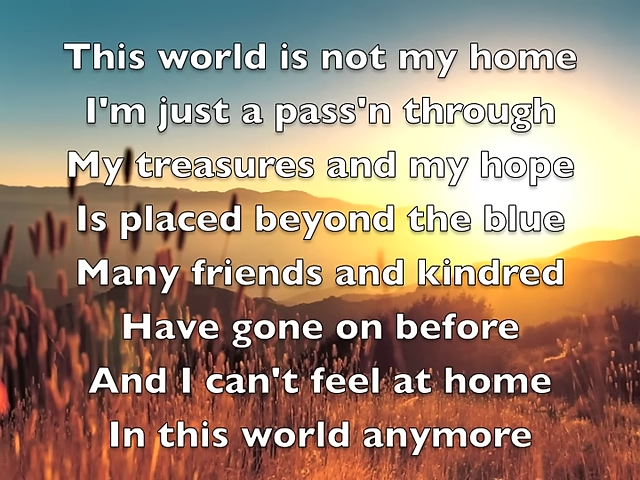 This world is not my home
I'm just a pass'n through
My treasures and my hope
Is placed beyond the blue
Many friends and kindred
Have gone on before
And I can't feel at home
In this world anymore